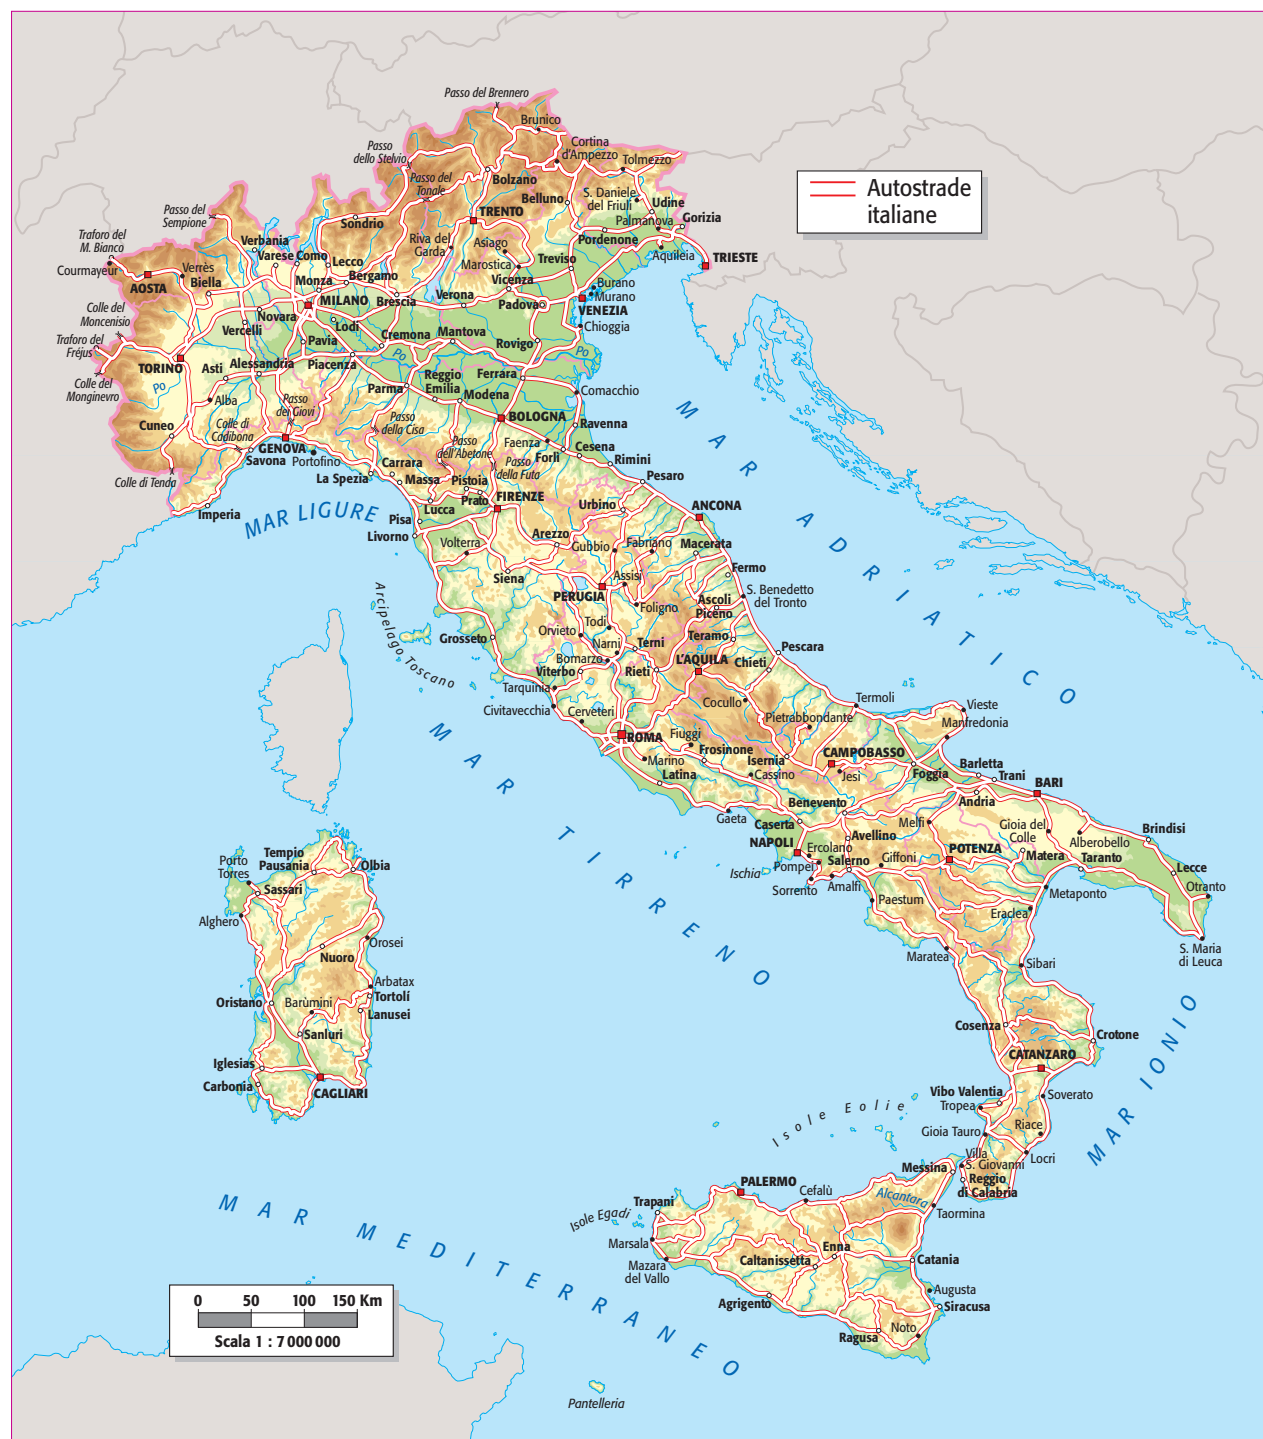 Passo del Brennero
Brunico
Passo
dello Stelvio
Cortina
d'Ampezzo
Tolmezzo
Autostrade
italiane
Passo del
Tonale
Bolzano
Belluno
S. Daniele
del Friuli
Udine
Palmanova
Gorizia
Passo del
Sempione
TRENTO
Sondrio
Pordenone
Traforo del
M. Bianco
Verbania
Varese
Como
Lecco
Riva del
Garda
Asiago
Marostica
Treviso
Aquileia
TRIESTE
Courmayeur
Verrès
AOSTA
Biella
Bergamo
Monza
Vicenza
Burano
Murano
MILANO
Brescia
Verona
Padova
VENEZIA
Colle del
Moncenisio
Novara
Vercelli
Lodi
Chioggia
Traforo del
Fréjus
Pavia
Cremona
Mantova
Rovigo
Po
Po
TORINO
Asti
Alessandria
Piacenza
Colle del
Monginevro
Po
Parma
Reggio
Emilia
Ferrara
Modena
Comacchio
Alba
Passo
dei Giovi
BOLOGNA
Cuneo
Colle di
Cadibona
Passo
della Cisa
Ravenna
Passo
dell'Abetone
Faenza
Cesena
GENOVA
Savona
Portofino
Forlì
Rimini
Carrara
Passo
della Futa
Colle di Tenda
La Spezia
Massa
Pistoia
Pesaro
Prato
FIRENZE
Imperia
Lucca
Urbino
ANCONA
MAR LIGURE
Pisa
Livorno
Arezzo
Volterra
Gubbio
Fabriano
Macerata
MAR ADRIATICO
Siena
Assisi
Fermo
PERUGIA
Foligno
Ascoli
Piceno
S. Benedetto
del Tronto
Arcipelago Toscano
Grosseto
Orvieto
Todi
Narni
Terni
Teramo
Bomarzo
Viterbo
Rieti
L'AQUILA
Chieti
Pescara
Tarquinia
Civitavecchia
Cerveteri
Cocullo
Termoli
Pietrabbondante
Vieste
Manfredonia
ROMA
Fiuggi
Frosinone
Marino
Isernia
CAMPOBASSO
Jesi
Latina
Cassino
Foggia
Barletta
Trani
BARI
MAR TIRRENO
Gaeta
Benevento
Andria
Caserta
NAPOLI
Avellino
Melfi
Gioia del
Colle
Alberobello
Brindisi
Ercolano
Pompei
Salerno
Giffoni
POTENZA
Matera
Taranto
Lecce
Ischia
Sorrento
Amalfi
Metaponto
Otranto
Paestum
Eraclea
Maratea
S. Maria
di Leuca
Sibari
Porto
Torres
Tempio
Pausania
Olbia
Sassari
Alghero
Orosei
Nuoro
Arbatax
Tortolí
Oristano
Barùmini
Lanusei
Sanluri
Iglesias
Carbonia
CAGLIARI
Cosenza
Crotone
CATANZARO
MAR IONIO
Vibo Valentia
Tropea
Soverato
Isole Eolie
Gioia Tauro
Riace
Locri
Villa
S. Giovanni
Messina
Reggio
di Calabria
PALERMO
Cefalù
Alcantara
Taormina
Trapani
Isole Egadi
Marsala
Mazara
del Vallo
Enna
Caltanissetta
Catania
Augusta
Agrigento
Siracusa
Ragusa
Noto
MAR MEDITERRANEO
0 50 100 150 Km
Scala 1 : 7 000 000
Pantelleria